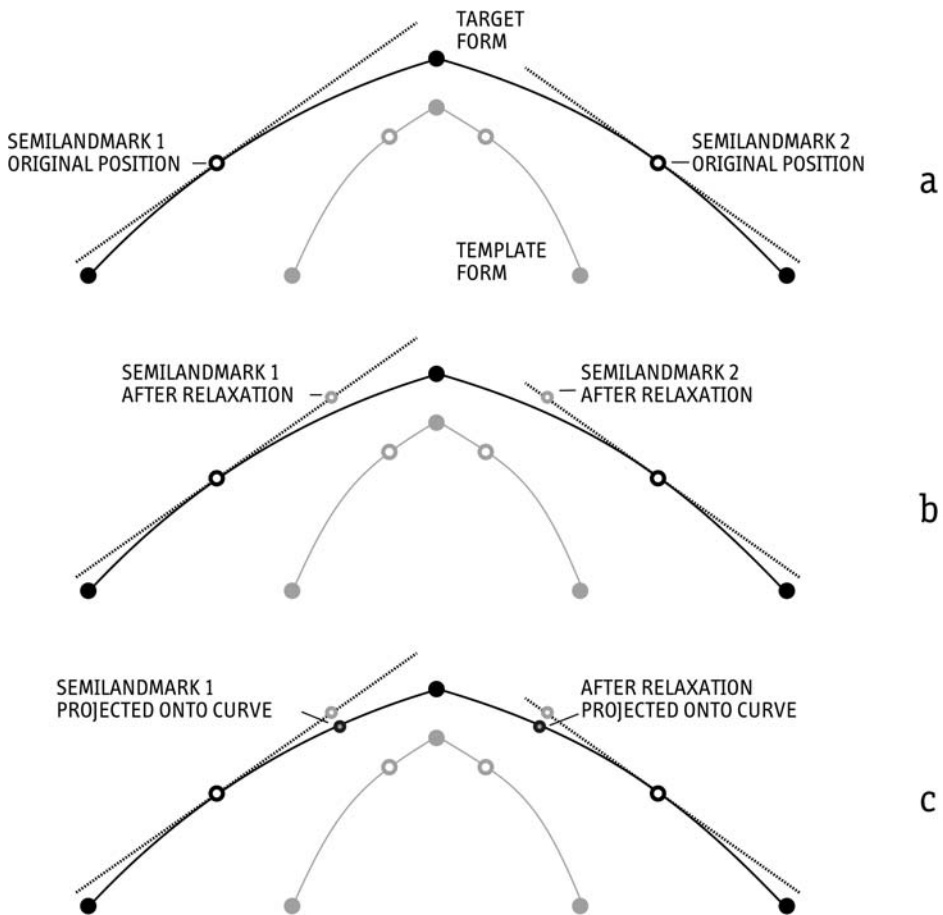 TARGET
FORM
SEMILANDMARK 1
ORIGINAL POSITION
SEMILANDMARK 2
ORIGINAL POSITION
a
TEMPLATE
FORM
SEMILANDMARK 1
AFTER RELAXATION
SEMILANDMARK 2
AFTER RELAXATION
b
SEMILANDMARK 1
PROJECTED ONTO CURVE
AFTER RELAXATION
PROJECTED ONTO CURVE
c